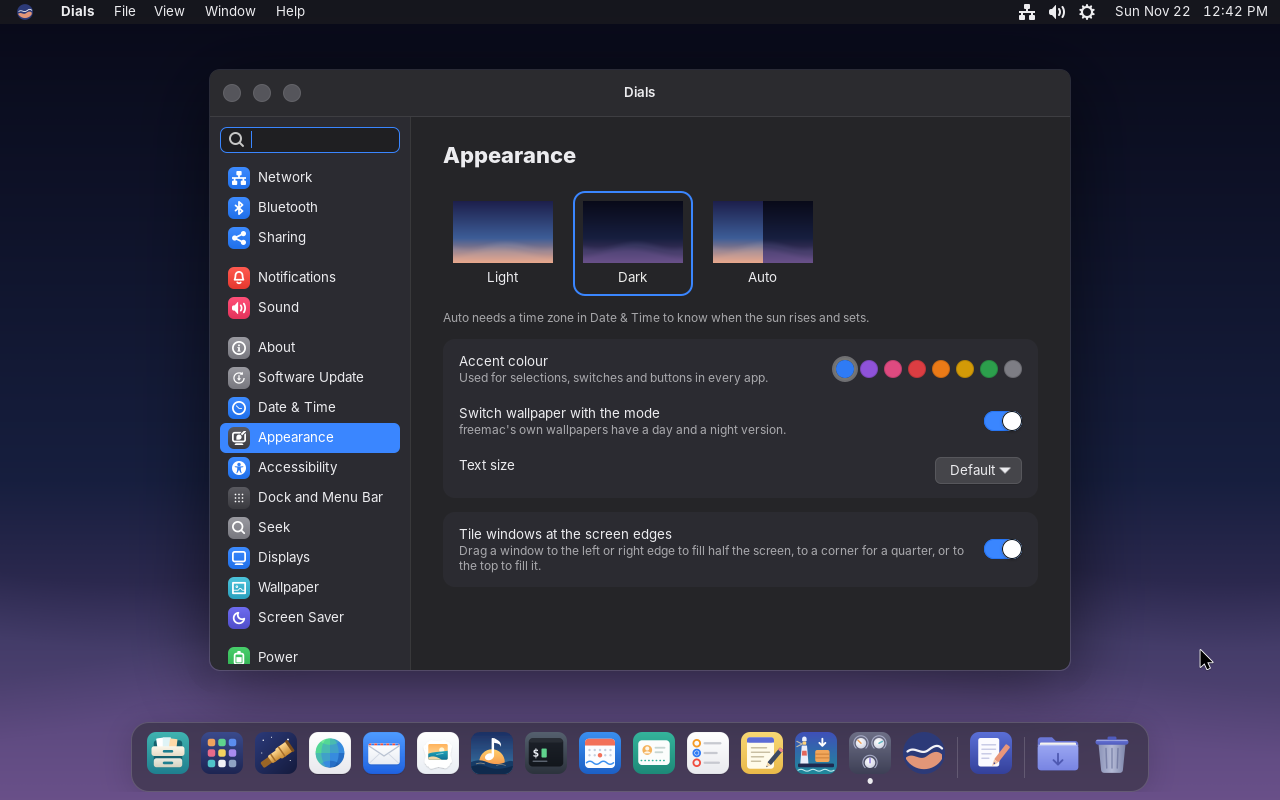 Dials File View Window Help Sun Nov 22 12:42 PM
Dials
Appearance
Network
Bluetooth
Sharing
Notifications
Sound
About
Software Update
Date & Time
Appearance
Accessibility
Dock and Menu Bar
Seek
Displays
Wallpaper
Screen Saver
Power
Light Dark Auto
Auto needs a time zone in Date & Time to know when the sun rises and sets.
Accent colour
Used for selections, switches and buttons in every app.
Switch wallpaper with the mode
freemac's own wallpapers have a day and a night version.
Text size
Default
Tile windows at the screen edges
Drag a window to the left or right edge to fill half the screen, to a corner for a quarter, or to
the top to fill it.
$